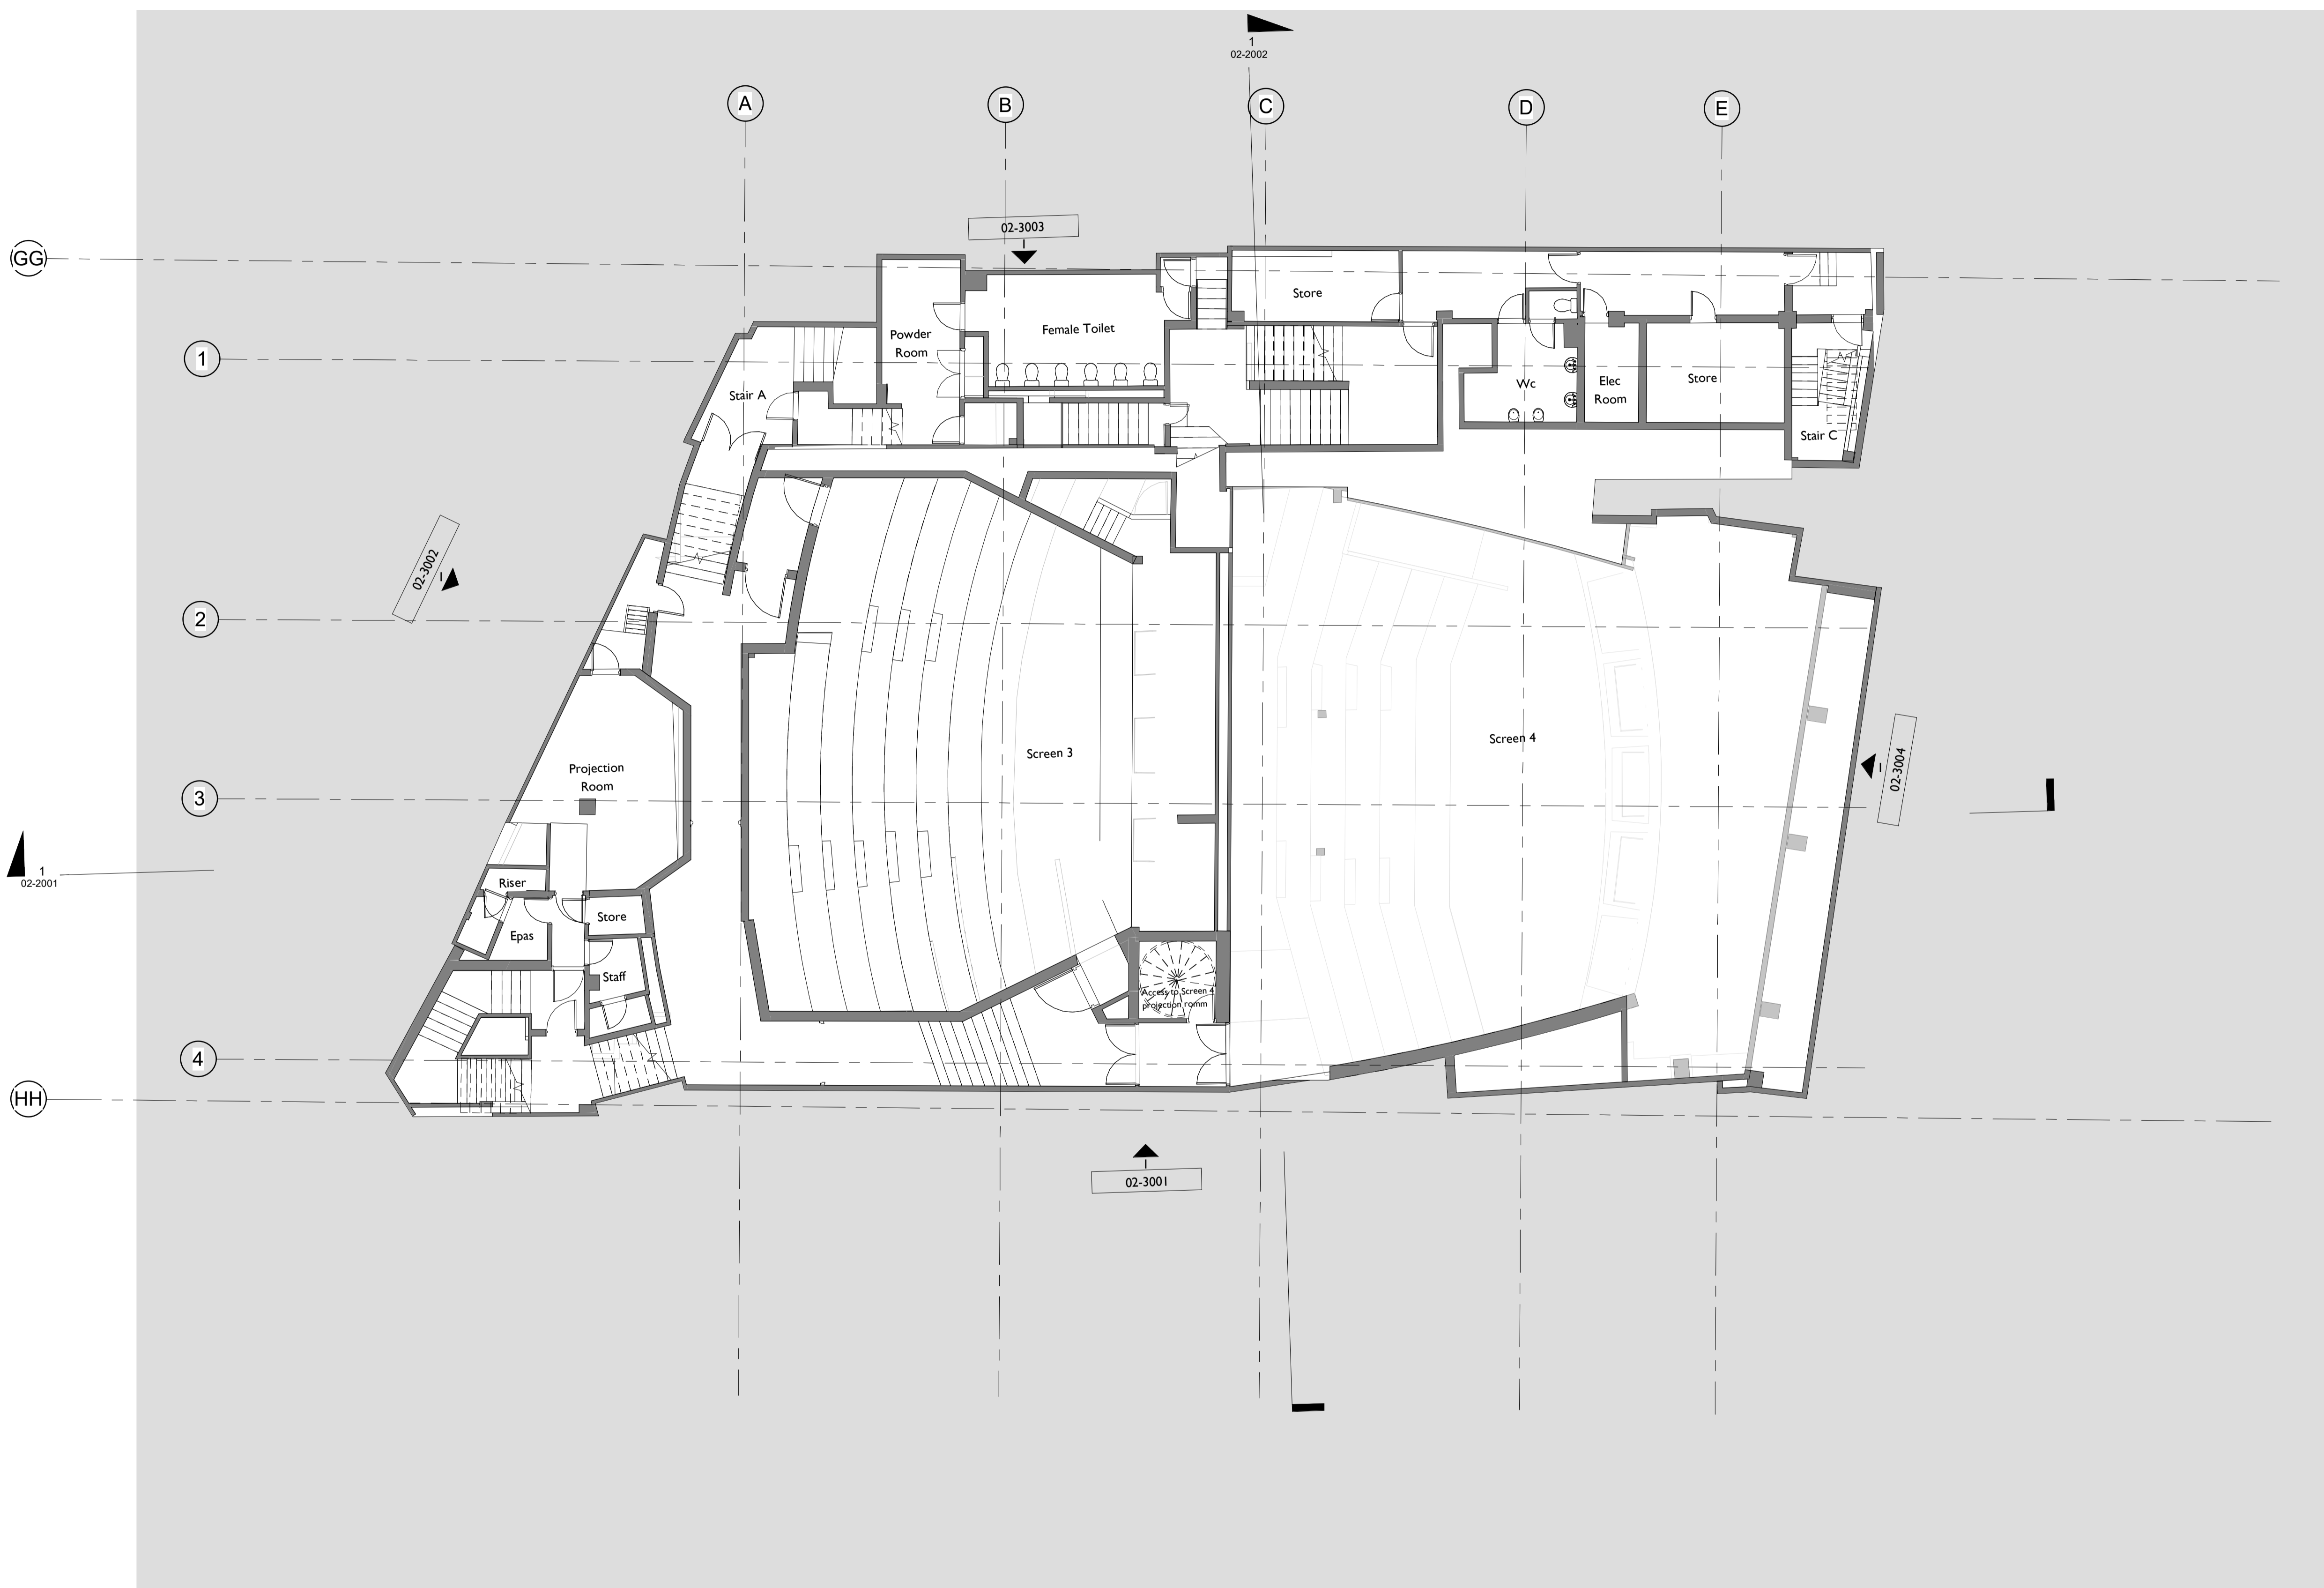 1
02-2002
A
B
C
D
E
02-3003
GG
Store
Female Toilet
Powder
Room
1
Wc
Elec
Room
Store
Stair A
Stair C
02-3002
2
Screen 4
Screen 3
Projection
Room
3
02-3004
1
02-2001
Riser
Store
Epas
Staff
Access to Screen 4
projection romm
4
HH
02-3001